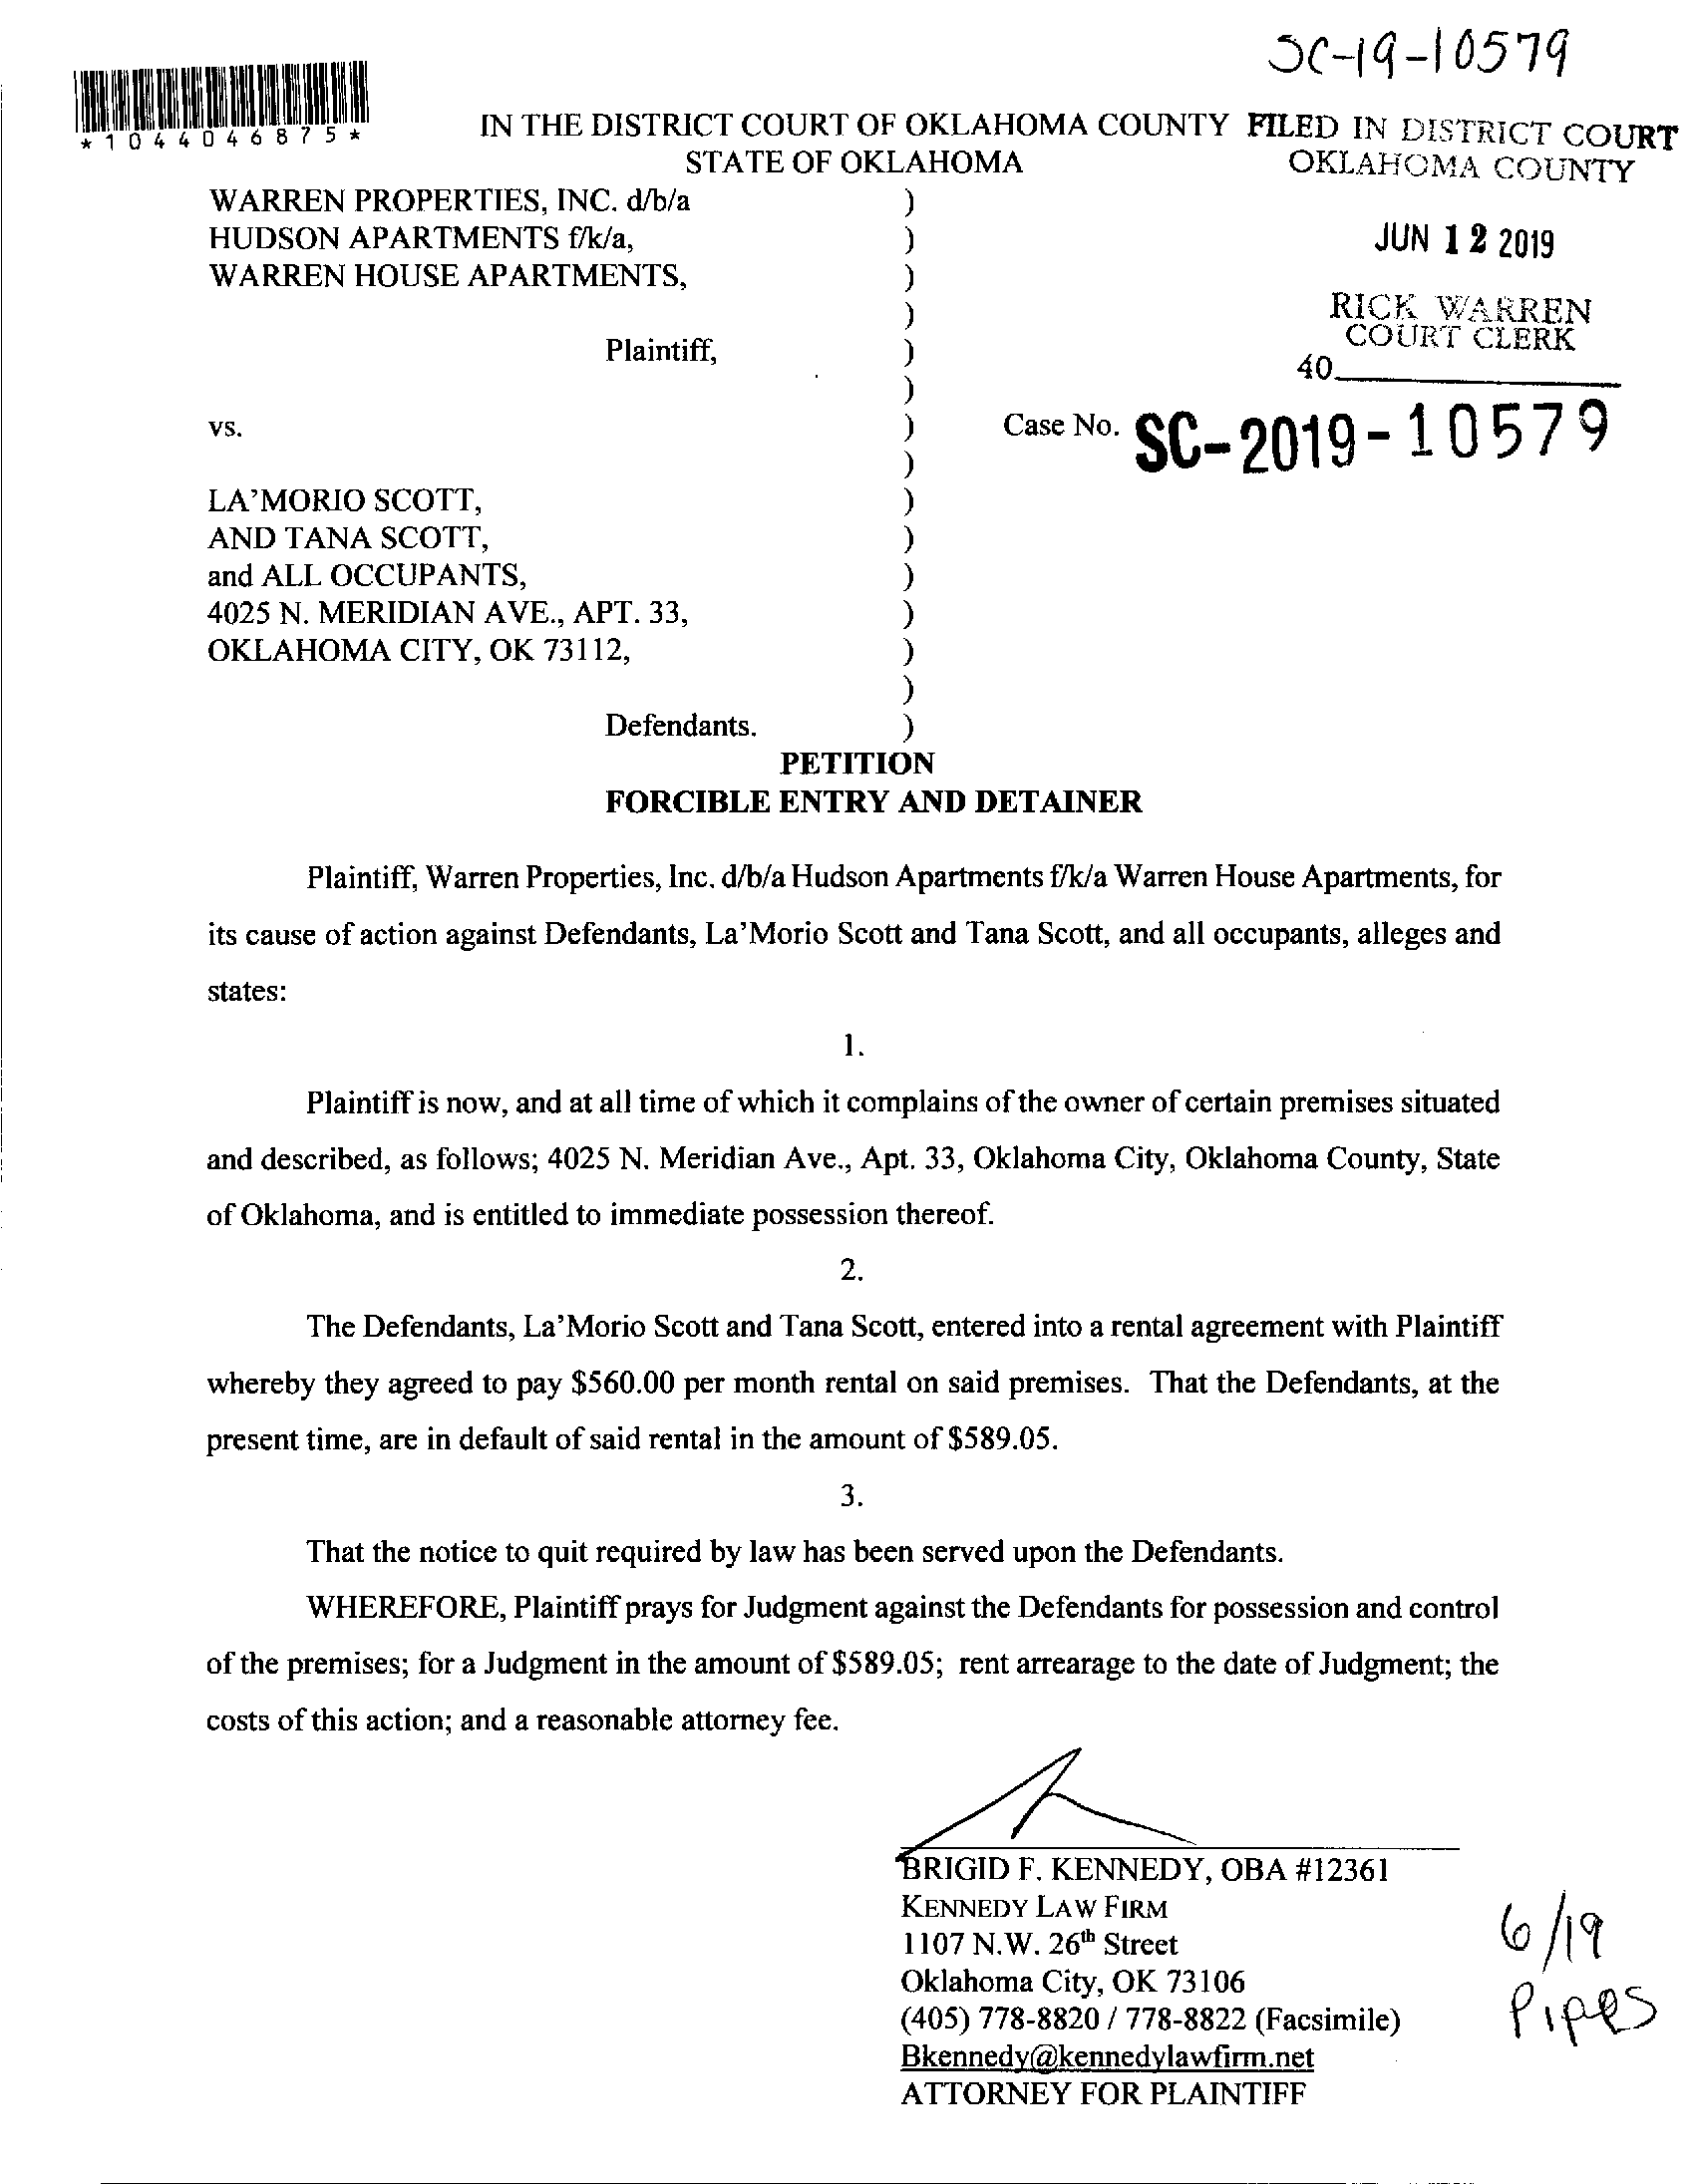 SC-19-10579
*1044046875*
IN THE DISTRICT COURT OF OKLAHOMA COUNTY
STATE OF OKLAHOMA
FILED IN DISTRICT COURT
OKLAHOMA COUNTY
JUN 12 2019
RICK WARREN
COURT CLERK
40
WARREN PROPERTIES, INC. d/b/a )
HUDSON APARTMENTS f/k/a, )
WARREN HOUSE APARTMENTS, )
)
Plaintiff, )
)
vs. ) Case No. SC-2019-10579
)
LA'MORIO SCOTT, )
AND TANA SCOTT, )
and ALL OCCUPANTS, )
4025 N. MERIDIAN AVE., APT. 33, )
OKLAHOMA CITY, OK 73112, )
)
Defendants. )
PETITION
FORCIBLE ENTRY AND DETAINER
Plaintiff, Warren Properties, Inc. d/b/a Hudson Apartments f/k/a Warren House Apartments, for
its cause of action against Defendants, La'Morio Scott and Tana Scott, and all occupants, alleges and
states:
1.
Plaintiff is now, and at all time of which it complains of the owner of certain premises situated
and described, as follows; 4025 N. Meridian Ave., Apt. 33, Oklahoma City, Oklahoma County, State
of Oklahoma, and is entitled to immediate possession thereof.
2.
The Defendants, La'Morio Scott and Tana Scott, entered into a rental agreement with Plaintiff
whereby they agreed to pay $560.00 per month rental on said premises. That the Defendants, at the
present time, are in default of said rental in the amount of $589.05.
3.
That the notice to quit required by law has been served upon the Defendants.
WHEREFORE, Plaintiff prays for Judgment against the Defendants for possession and control
of the premises; for a Judgment in the amount of $589.05; rent arrearage to the date of Judgment; the
costs of this action; and a reasonable attorney fee.
BRIGID F. KENNEDY, OBA #12361
KENNEDY LAW FIRM
1107 N.W. 26th Street
Oklahoma City, OK 73106
(405) 778-8820 / 778-8822 (Facsimile)
Bkennedy@kennedylawfirm.net
ATTORNEY FOR PLAINTIFF
6/19
Pipes